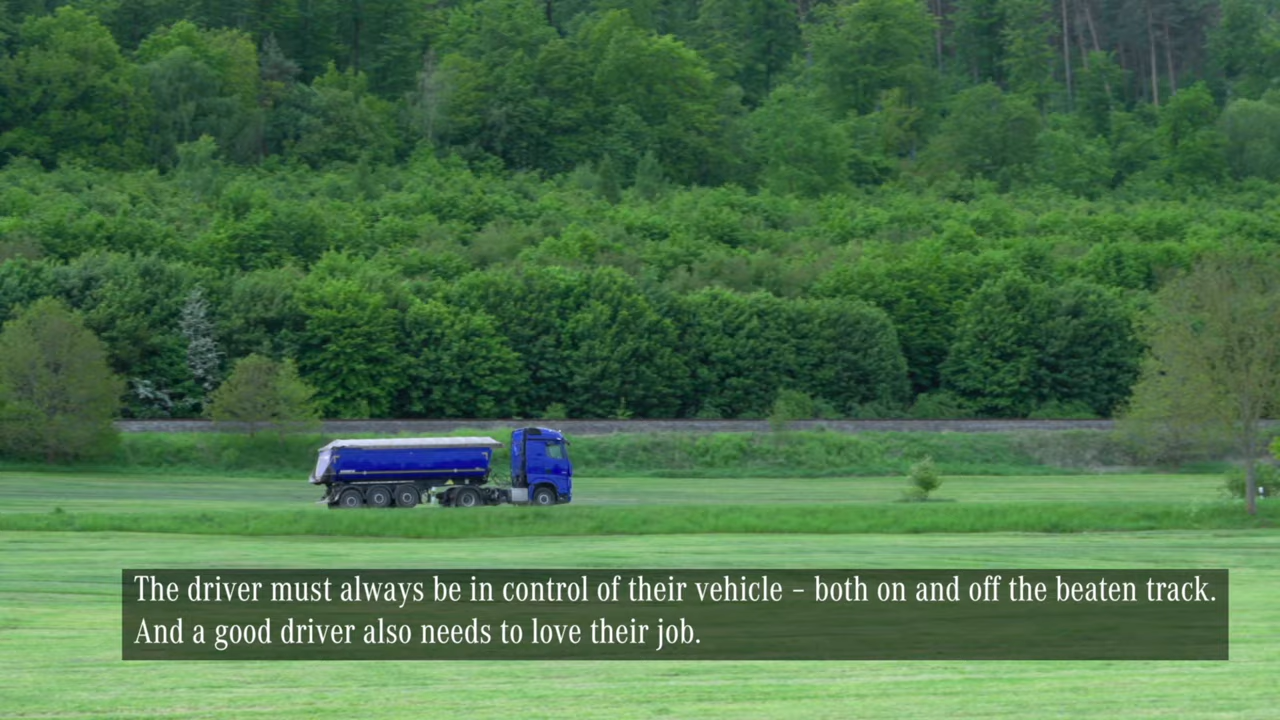 The driver must always be in control of their vehicle – both on and off the beaten track.
And a good driver also needs to love their job.